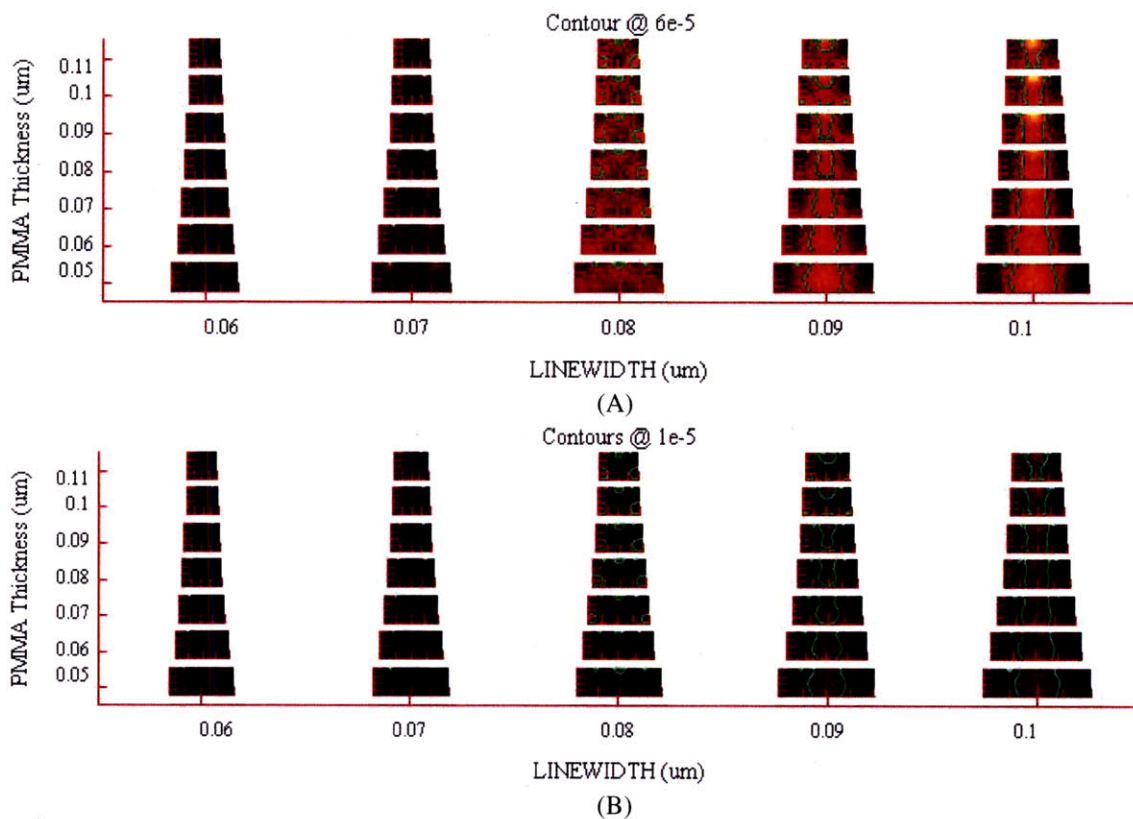 Contour @ 6e-5
PMMA Thickness (um)
0.11
0.1
0.09
0.08
0.07
0.06
0.05
0.06 0.07 0.08 0.09 0.1
LINEWIDTH (um)
(A)
Contours @ 1e-5
PMMA Thickness (um)
0.11
0.1
0.09
0.08
0.07
0.06
0.05
0.06 0.07 0.08 0.09 0.1
LINEWIDTH (um)
(B)